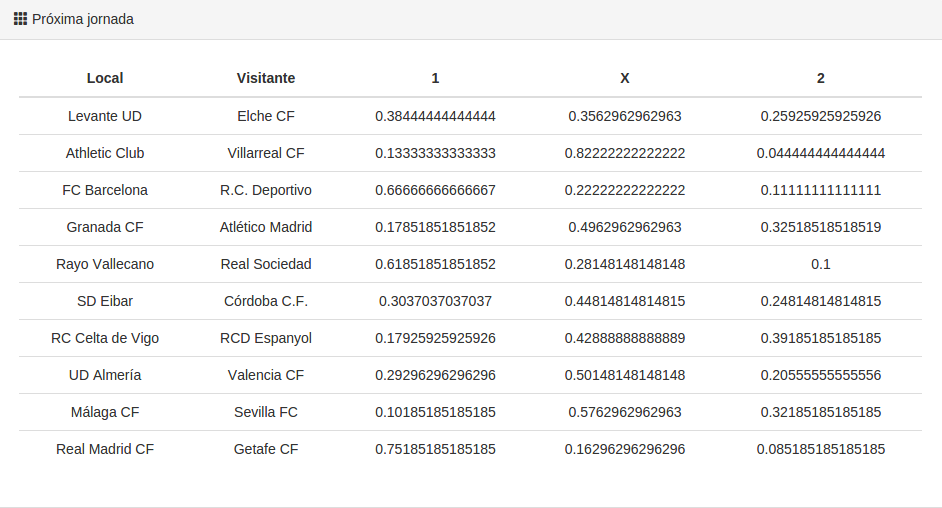 Próxima jornada
Local Visitante 1 X 2
Levante UD Elche CF 0.38444444444444 0.3562962962963 0.25925925925926
Athletic Club Villarreal CF 0.13333333333333 0.82222222222222 0.044444444444444
FC Barcelona R.C. Deportivo 0.66666666666667 0.22222222222222 0.11111111111111
Granada CF Atlético Madrid 0.17851851851852 0.4962962962963 0.32518518518519
Rayo Vallecano Real Sociedad 0.61851851851852 0.28148148148148 0.1
SD Eibar Córdoba C.F. 0.3037037037037 0.44814814814815 0.24814814814815
RC Celta de Vigo RCD Espanyol 0.17925925925926 0.42888888888889 0.39185185185185
UD Almería Valencia CF 0.29296296296296 0.50148148148148 0.20555555555556
Málaga CF Sevilla FC 0.10185185185185 0.5762962962963 0.32185185185185
Real Madrid CF Getafe CF 0.75185185185185 0.16296296296296 0.085185185185185